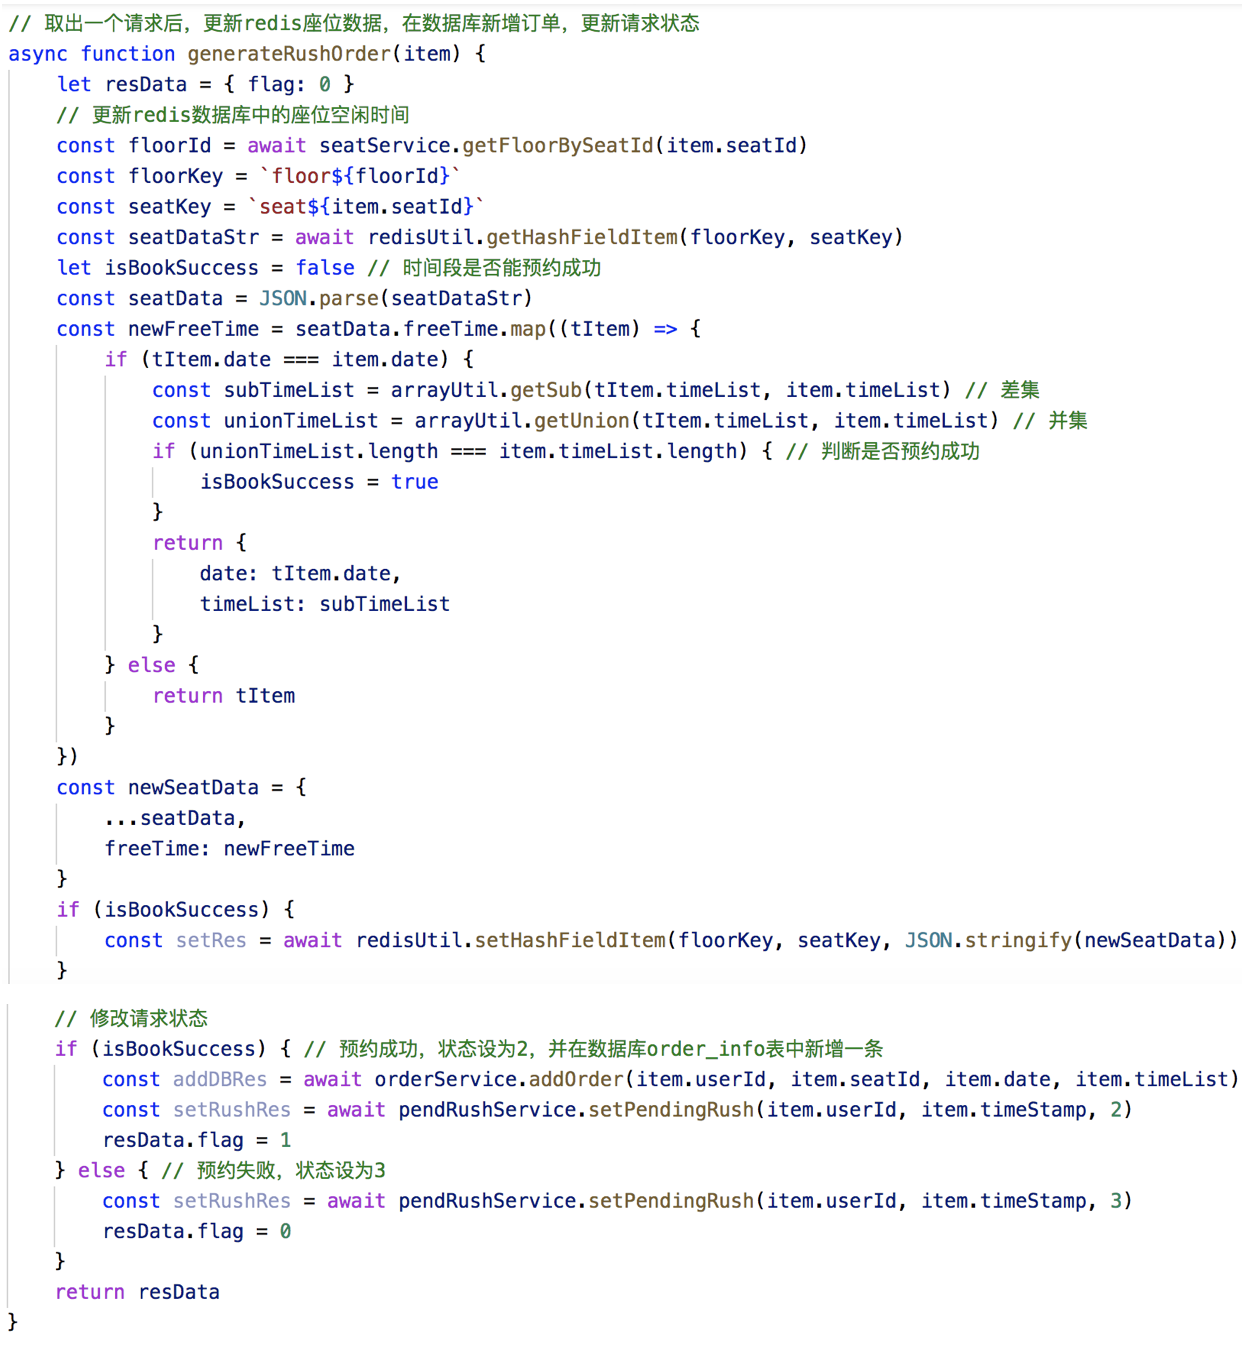 // 取出一个请求后，更新redis座位数据，在数据库新增订单，更新请求状态
async function generateRushOrder(item) {
    let resData = { flag: 0 }
    // 更新redis数据库中的座位空闲时间
    const floorId = await seatService.getFloorBySeatId(item.seatId)
    const floorKey = `floor${floorId}`
    const seatKey = `seat${item.seatId}`
    const seatDataStr = await redisUtil.getHashFieldItem(floorKey, seatKey)
    let isBookSuccess = false // 时间段是否能预约成功
    const seatData = JSON.parse(seatDataStr)
    const newFreeTime = seatData.freeTime.map((tItem) => {
        if (tItem.date === item.date) {
            const subTimeList = arrayUtil.getSub(tItem.timeList, item.timeList) // 差集
            const unionTimeList = arrayUtil.getUnion(tItem.timeList, item.timeList) // 并集
            if (unionTimeList.length === item.timeList.length) { // 判断是否预约成功
                isBookSuccess = true
            }
            return {
                date: tItem.date,
                timeList: subTimeList
            }
        } else {
            return tItem
        }
    })
    const newSeatData = {
        ...seatData,
        freeTime: newFreeTime
    }
    if (isBookSuccess) {
        const setRes = await redisUtil.setHashFieldItem(floorKey, seatKey, JSON.stringify(newSeatData))
    }
    // 修改请求状态
    if (isBookSuccess) { // 预约成功，状态设为2，并在数据库order_info表中新增一条
        const addDBRes = await orderService.addOrder(item.userId, item.seatId, item.date, item.timeList)
        const setRushRes = await pendRushService.setPendingRush(item.userId, item.timeStamp, 2)
        resData.flag = 1
    } else { // 预约失败，状态设为3
        const setRushRes = await pendRushService.setPendingRush(item.userId, item.timeStamp, 3)
        resData.flag = 0
    }
    return resData
}